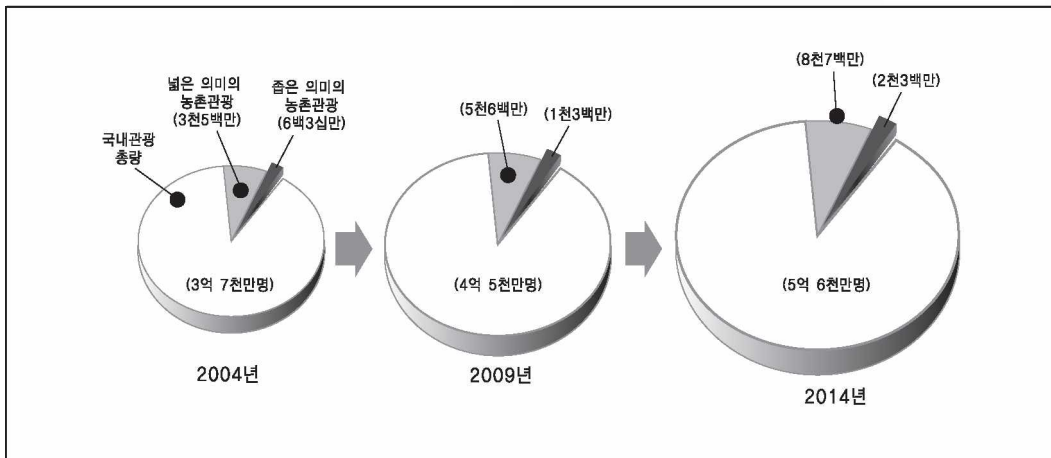 국내관광
총량
넓은 의미의
농촌관광
(3천5백만)
좁은 의미의
농촌관광
(6백3십만)
(3억 7천만명)
2004년
(5천6백만)
(1천3백만)
(4억 5천만명)
2009년
(8천7백만)
(2천3백만)
(5억 6천만명)
2014년